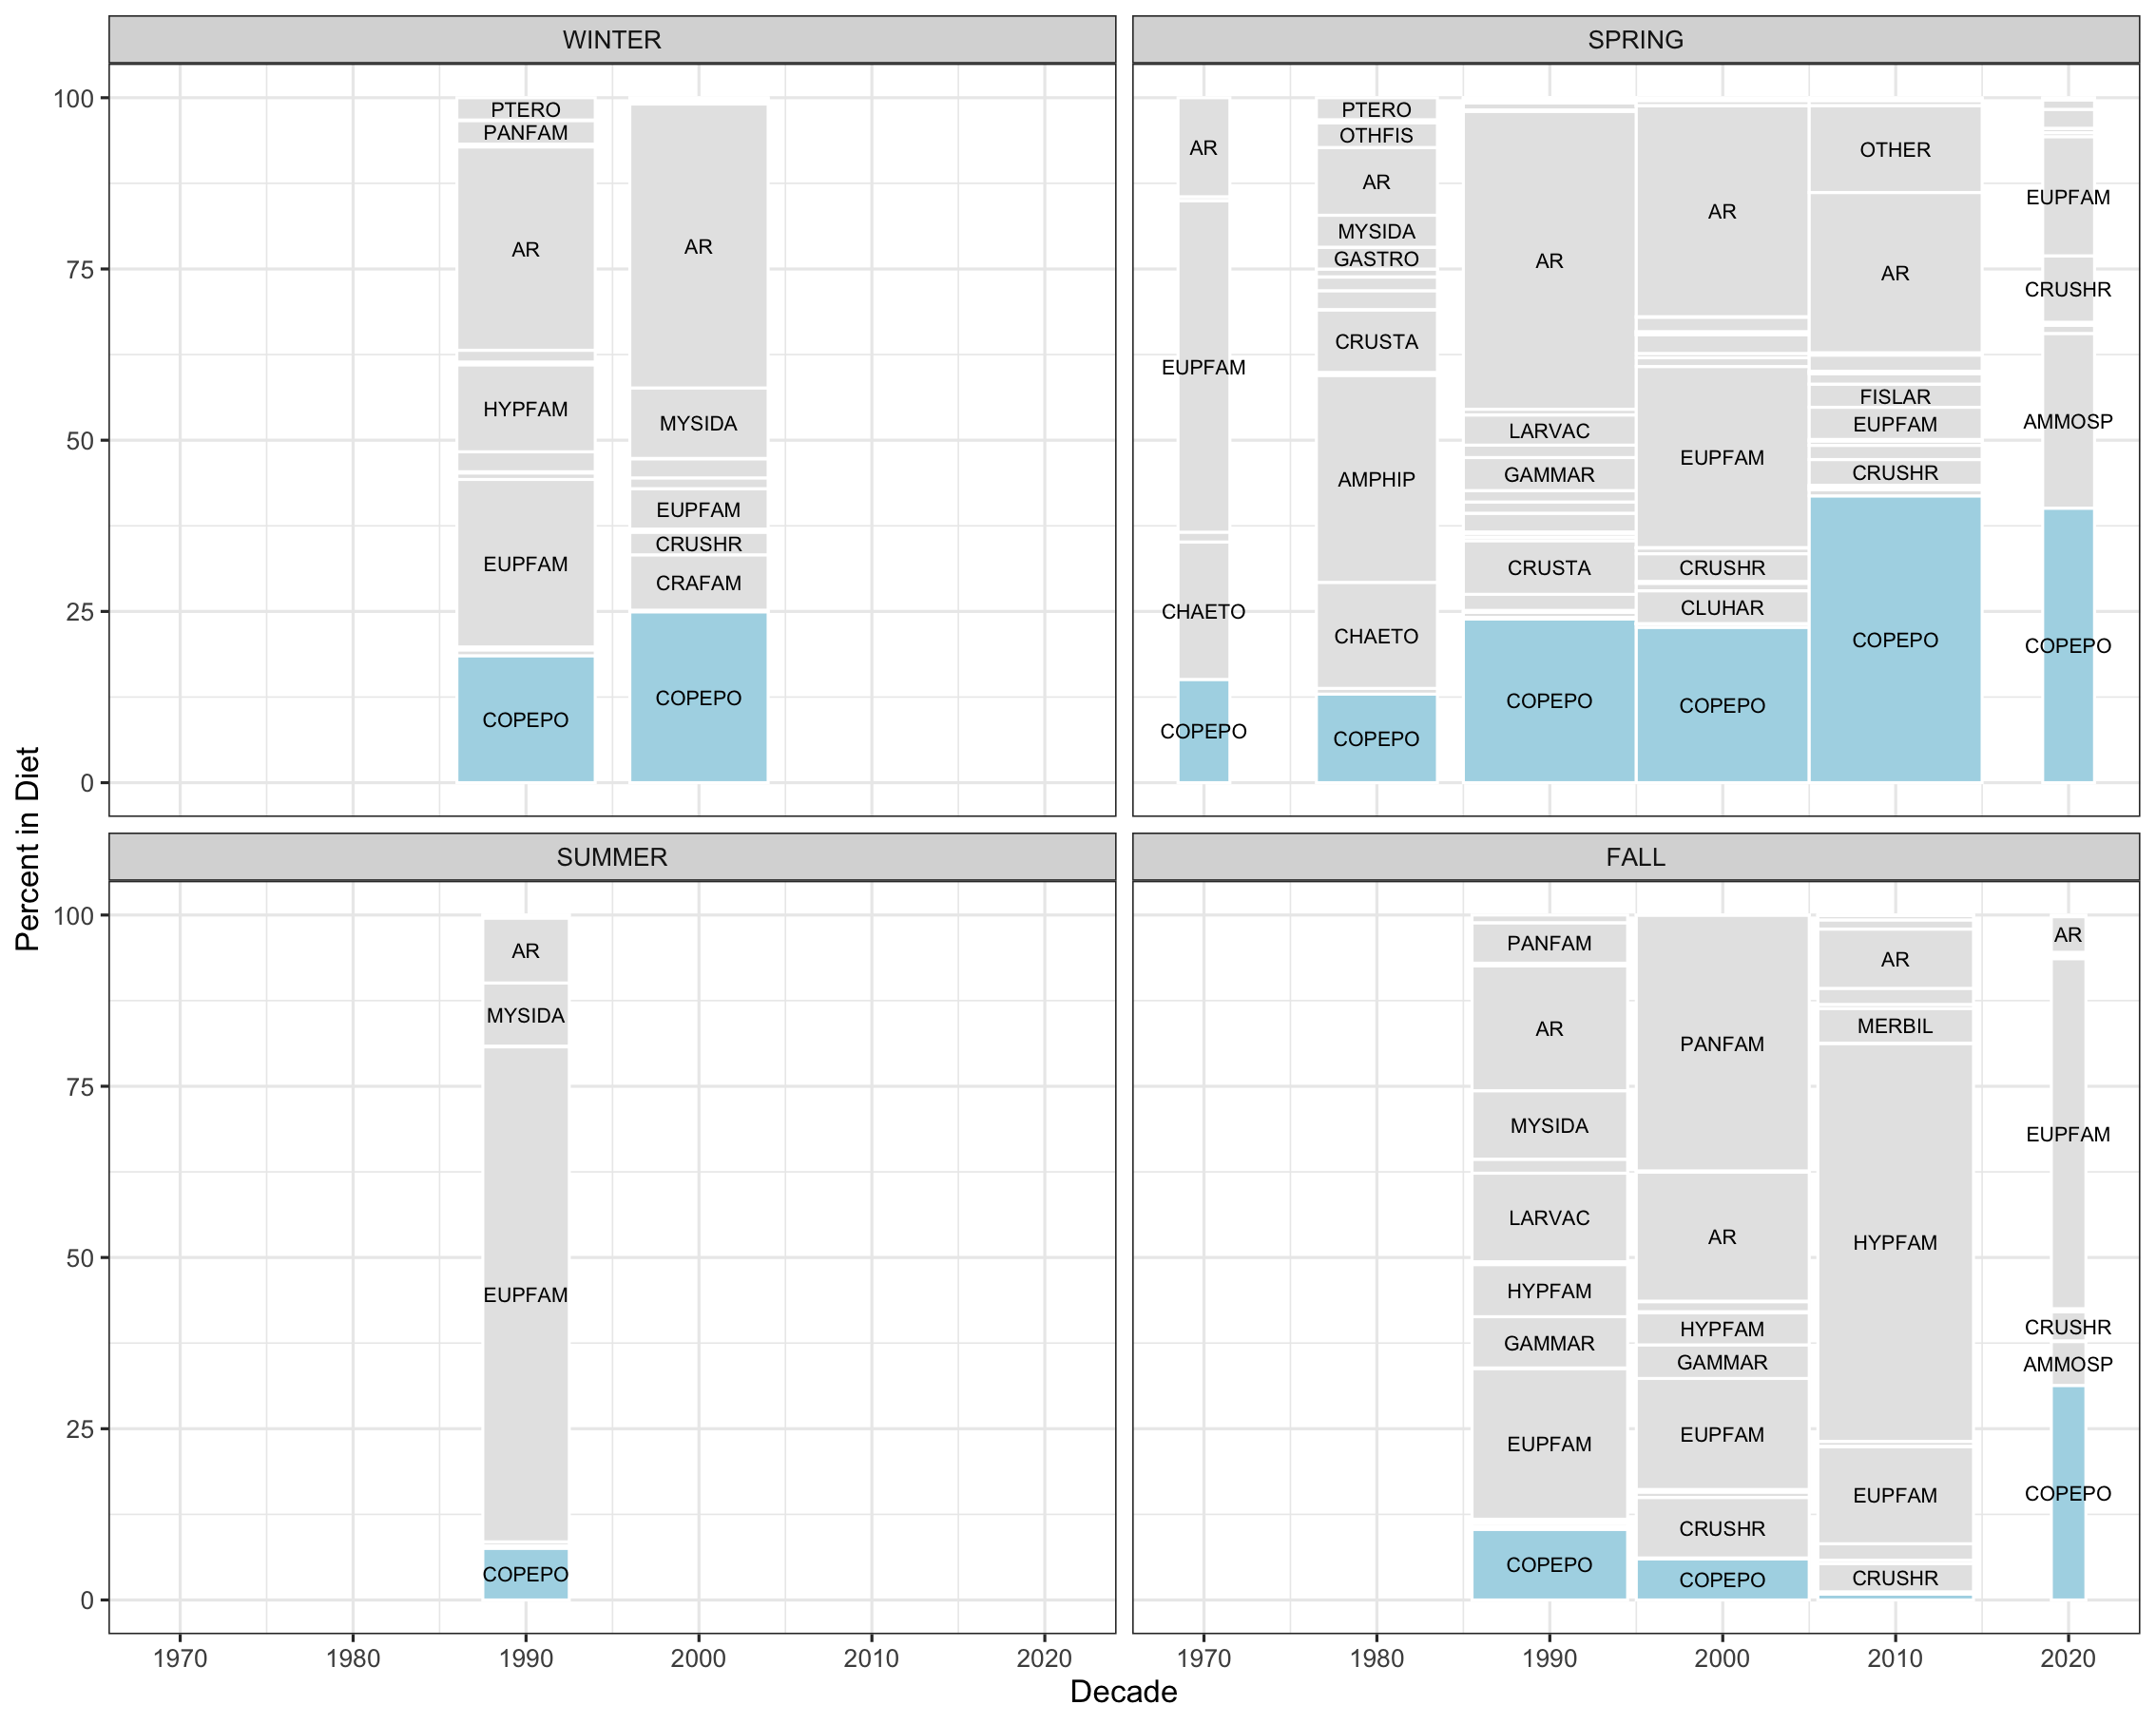 WINTER
SPRING
Percent in Diet
100
75
50
25
0
PTERO
PANFAM
AR
HYPFAM
EUPFAM
COPEPO
AR
MYSIDA
EUPFAM
CRUSHR
CRAFAM
COPEPO
AR
EUPFAM
CHAETO
COPEPO
PTERO
OTHFIS
AR
MYSIDA
GASTRO
CRUSTA
AMPHIP
CHAETO
COPEPO
AR
LARVAC
GAMMAR
CRUSTA
COPEPO
AR
EUPFAM
CRUSHR
CLUHAR
COPEPO
OTHER
AR
FISLAR
EUPFAM
CRUSHR
COPEPO
EUPFAM
CRUSHR
AMMOSP
COPEPO
SUMMER
FALL
100
75
50
25
0
AR
MYSIDA
EUPFAM
COPEPO
PANFAM
AR
MYSIDA
LARVAC
HYPFAM
GAMMAR
EUPFAM
COPEPO
PANFAM
AR
HYPFAM
GAMMAR
EUPFAM
CRUSHR
COPEPO
AR
MERBIL
HYPFAM
EUPFAM
CRUSHR
AR
EUPFAM
CRUSHR
AMMOSP
COPEPO
1970 1980 1990 2000 2010 2020
1970 1980 1990 2000 2010 2020
Decade